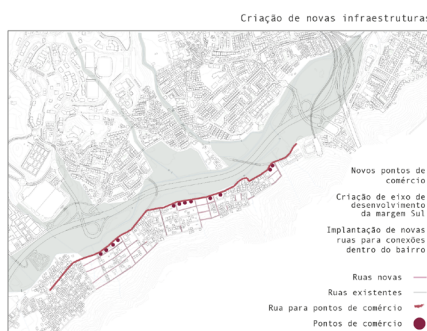 Criação de novas infraestruturas
Novos pontos de
comércio
Criação de eixo de
desenvolvimento
da margem Sul
Implantação de novas
ruas para conexões
dentro do bairro
Ruas novas
Ruas existentes
Rua para pontos de comércio
Pontos de comércio